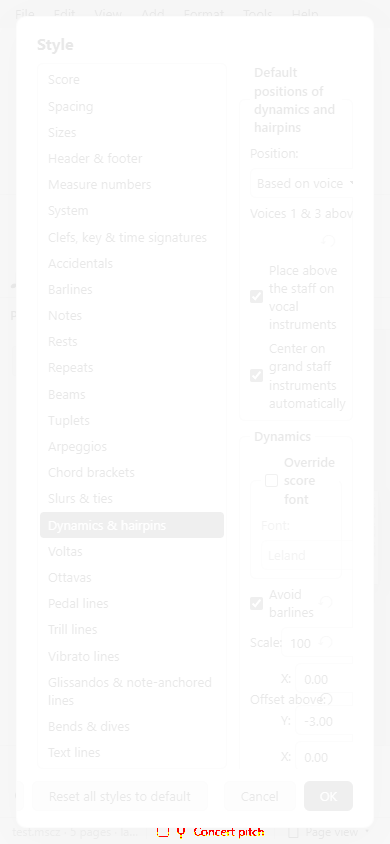 File Edit View Add Format Tools Help
Style
Score
Spacing
Sizes
Header & footer
Measure numbers
System
Clefs, key & time signatures
Accidentals
Barlines
Notes
Rests
Repeats
Beams
Tuplets
Arpeggios
Chord brackets
Slurs & ties
Dynamics & hairpins
Voltas
Ottavas
Pedal lines
Trill lines
Vibrato lines
Glissandos & note-anchored
lines
Bends & dives
Text lines
Default
positions of
dynamics and
hairpins
Position:
Based on voice
Voices 1 & 3 abov
Place above
the staff on
vocal
instruments
Center on
grand staff
instruments
automatically
Dynamics
Override
score
font
Font:
Leland
Avoid
barlines
Scale: 100
X: 0.00
Offset above:
Y: -3.00
X: 0.00
Reset all styles to default Cancel OK
Concert pitch Page view